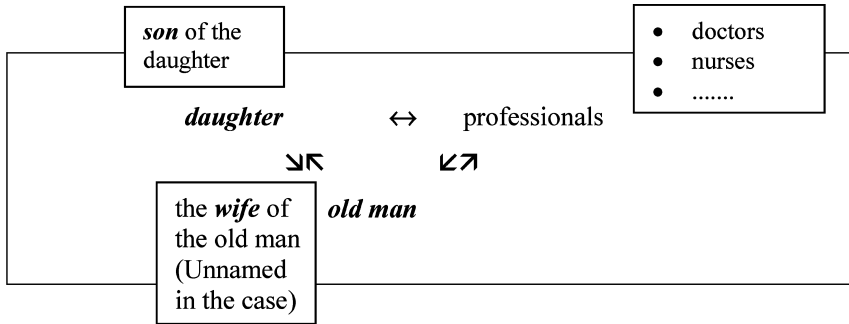 son of the
daughter
• doctors
• nurses
• .......
daughter ↔ professionals
↘↖ ↙↗
the wife of
the old man
(Unnamed
in the case)
old man